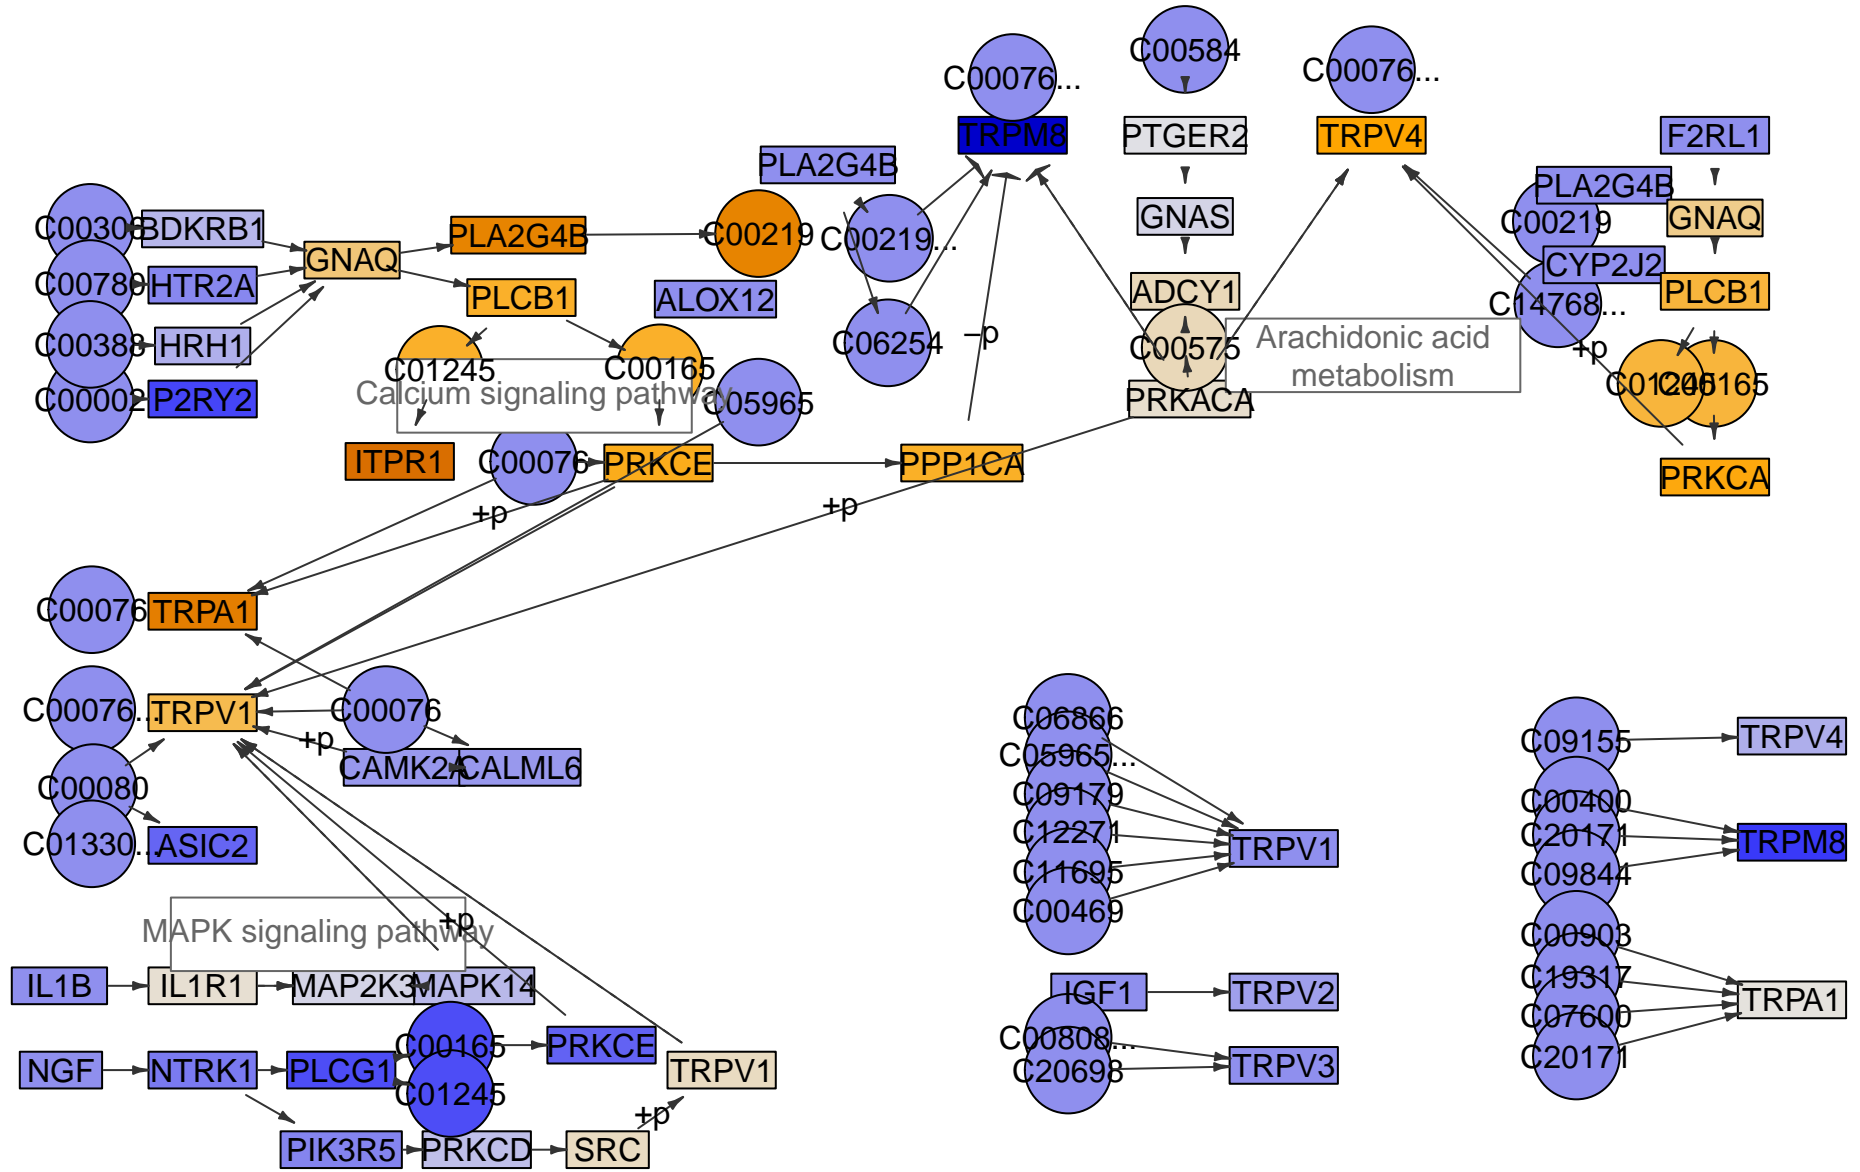 C00584
C00076...
C00076...
TRPM8
PTGER2
TRPV4
F2RL1
PLA2G4B
PLA2G4B
BDKRB1
GNAS
C00219
GNAQ
PLA2G4B
C00219
C00219...
GNAQ
CYP2J2
C00780
HTR2A
PLCB1
ALOX12
ADCY1
C14768...
PLCB1
C00388
HRH1
C06254
–p
C00575
Arachidonic acid
metabolism
+p
C01245
C00165
Calcium signaling pathway
C00002
P2RY2
C05965
PRKACA
C01245
C00165
ITPR1
C00076
PRKCE
PPP1CA
PRKCA
+p
+p
C00076
TRPA1
C00076...
TRPV1
C00076
+p
CAMK2A
CALML6
C00080
C01330...
ASIC2
C06866
C05965...
C09179
C12271
C11695
C00469
TRPV1
C09155
TRPV4
C00400
C20171
C09844
TRPM8
MAPK signaling pathway
+p
IL1B
IL1R1
MAP2K3
MAPK14
IGF1
TRPV2
C00903
C19317
C07600
C20171
TRPA1
C00165
PRKCE
NGF
NTRK1
PLCG1
C01245
TRPV1
C00808...
C20698
TRPV3
+p
PIK3R5
PRKCD
SRC